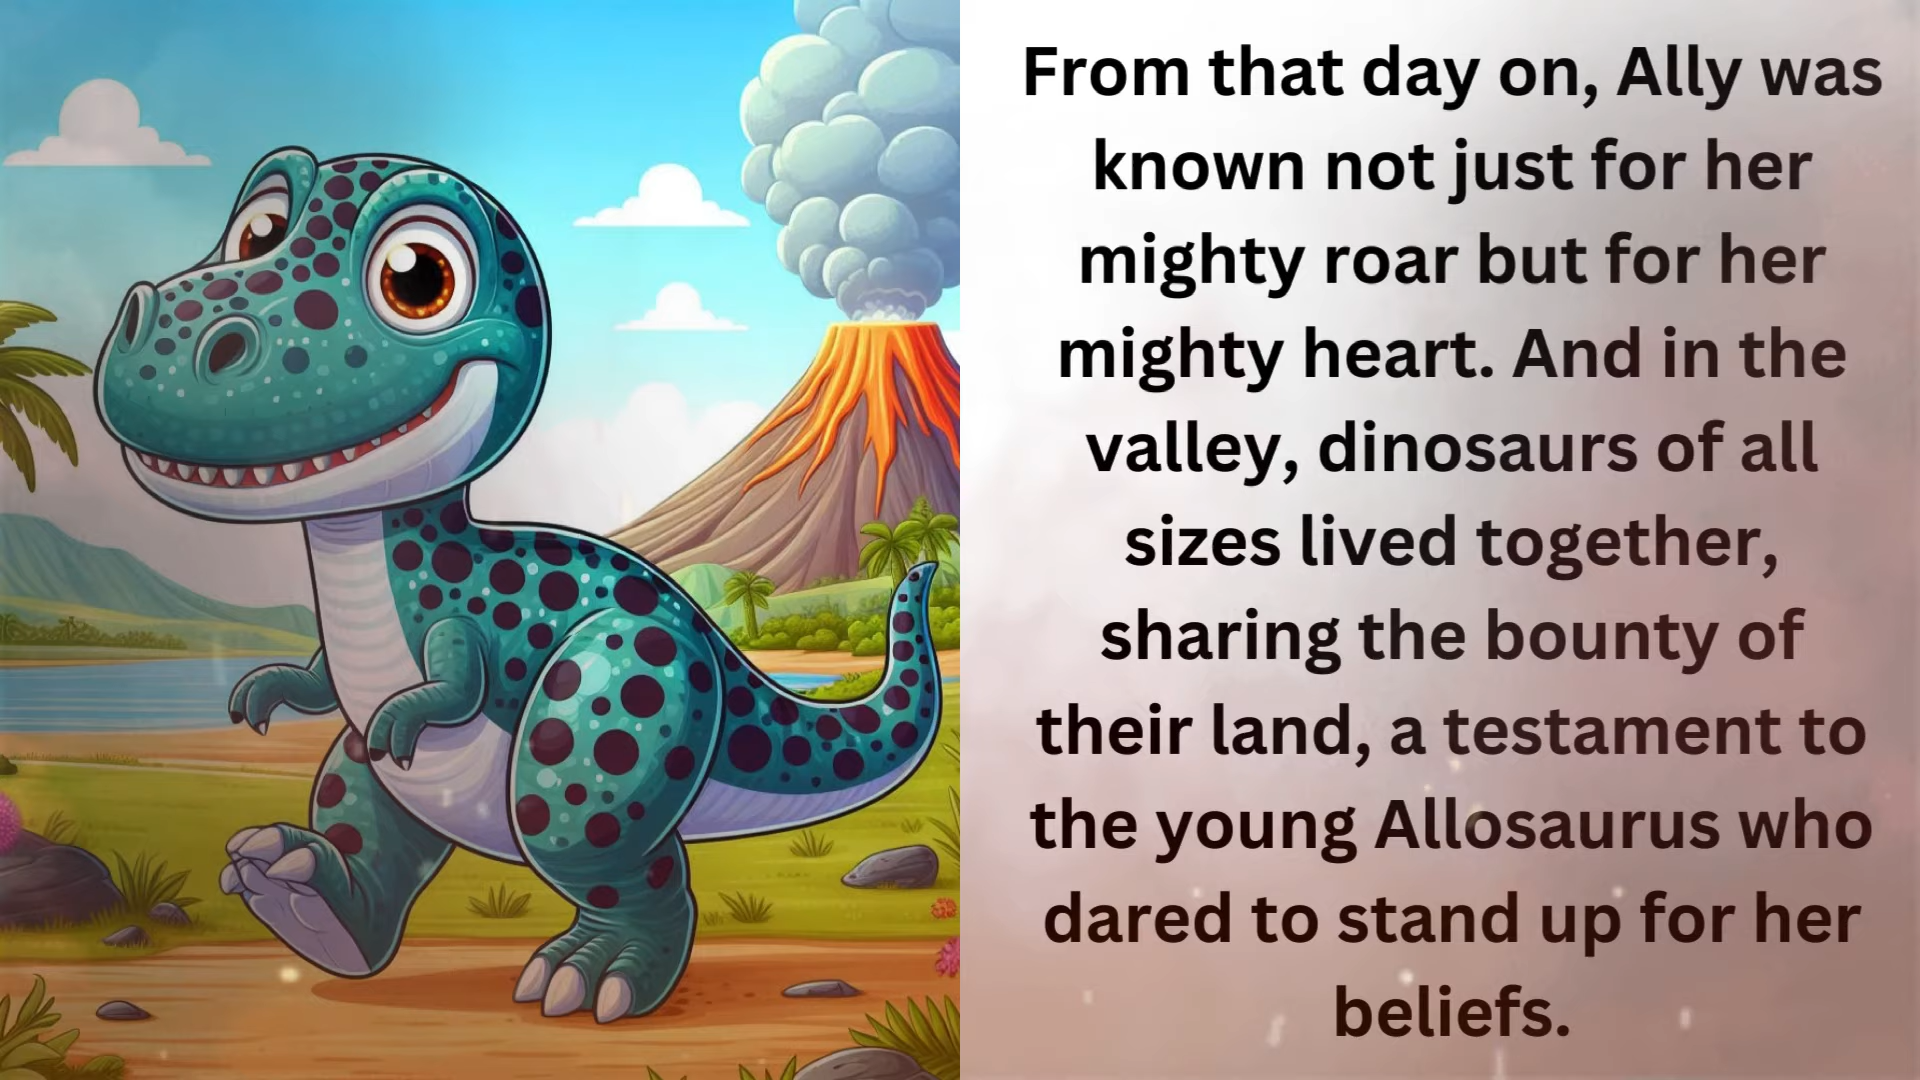 From that day on, Ally was
known not just for her
mighty roar but for her
mighty heart. And in the
valley, dinosaurs of all
sizes lived together,
sharing the bounty of
their land, a testament to
the young Allosaurus who
dared to stand up for her
beliefs.